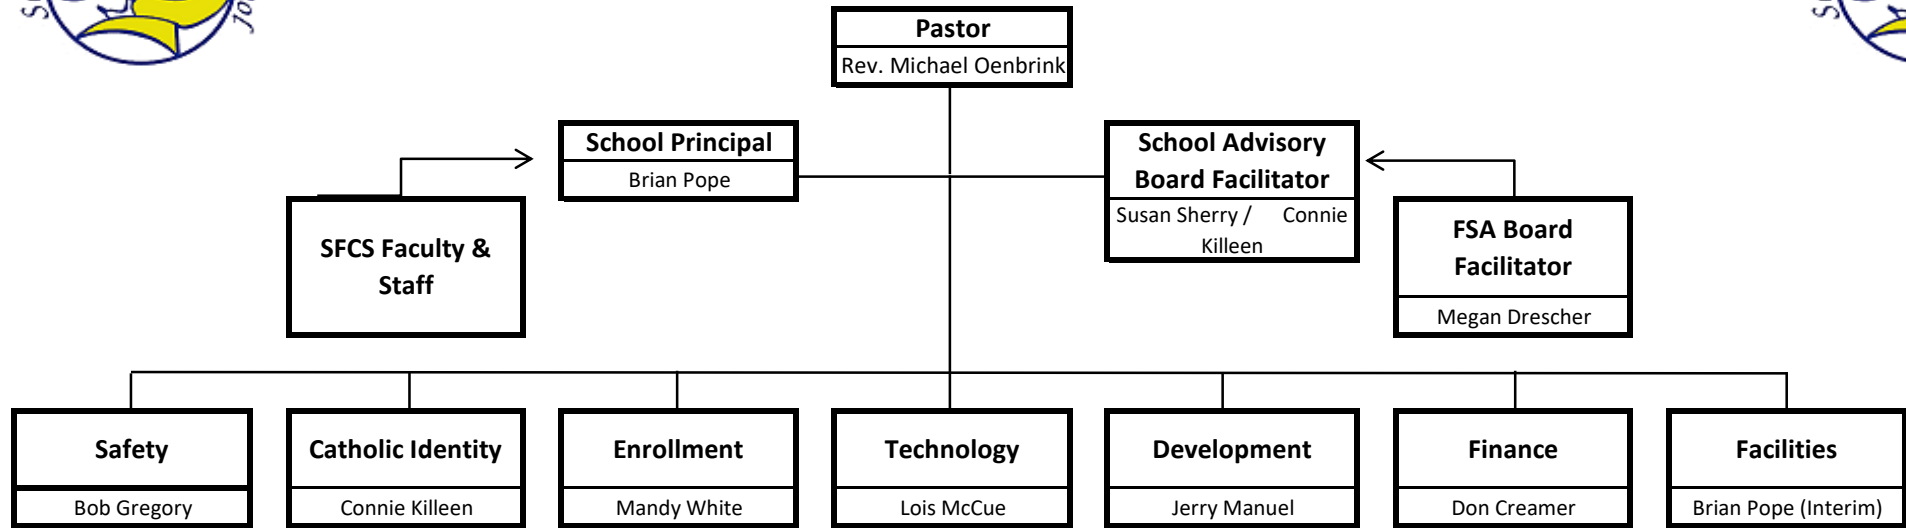 Pastor
Rev. Michael Oenbrink
School Principal
Brian Pope
School Advisory
Board Facilitator
Susan Sherry / Connie
Killeen
SFCS Faculty &
Staff
FSA Board
Facilitator
Megan Drescher
Safety
Bob Gregory
Catholic Identity
Connie Killeen
Enrollment
Mandy White
Technology
Lois McCue
Development
Jerry Manuel
Finance
Don Creamer
Facilities
Brian Pope (Interim)